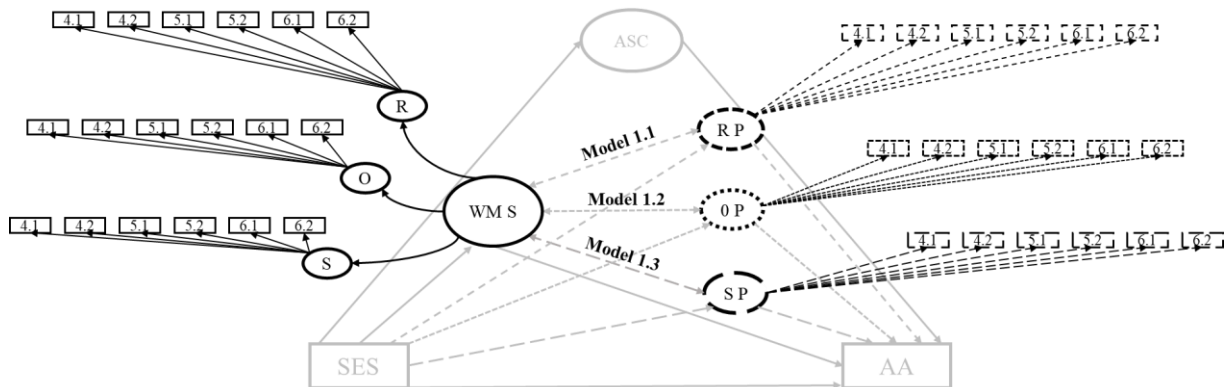 4.1 4.2 5.1 5.2 6.1 6.2
ASC
4.1 4.2 5.1 5.2 6.1 6.2
R
R P
Model 1.1
4.1 4.2 5.1 5.2 6.1 6.2
4.1 4.2 5.1 5.2 6.1 6.2
O
Model 1.2
WM S
0 P
4.1 4.2 5.1 5.2 6.1 6.2
4.1 4.2 5.1 5.2 6.1 6.2
Model 1.3
S
S P
SES
AA